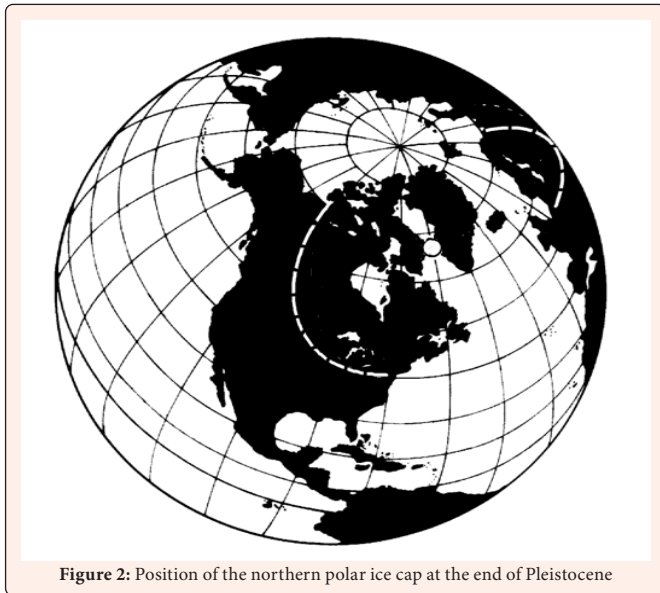 Figure 2: Position of the northern polar ice cap at the end of Pleistocene